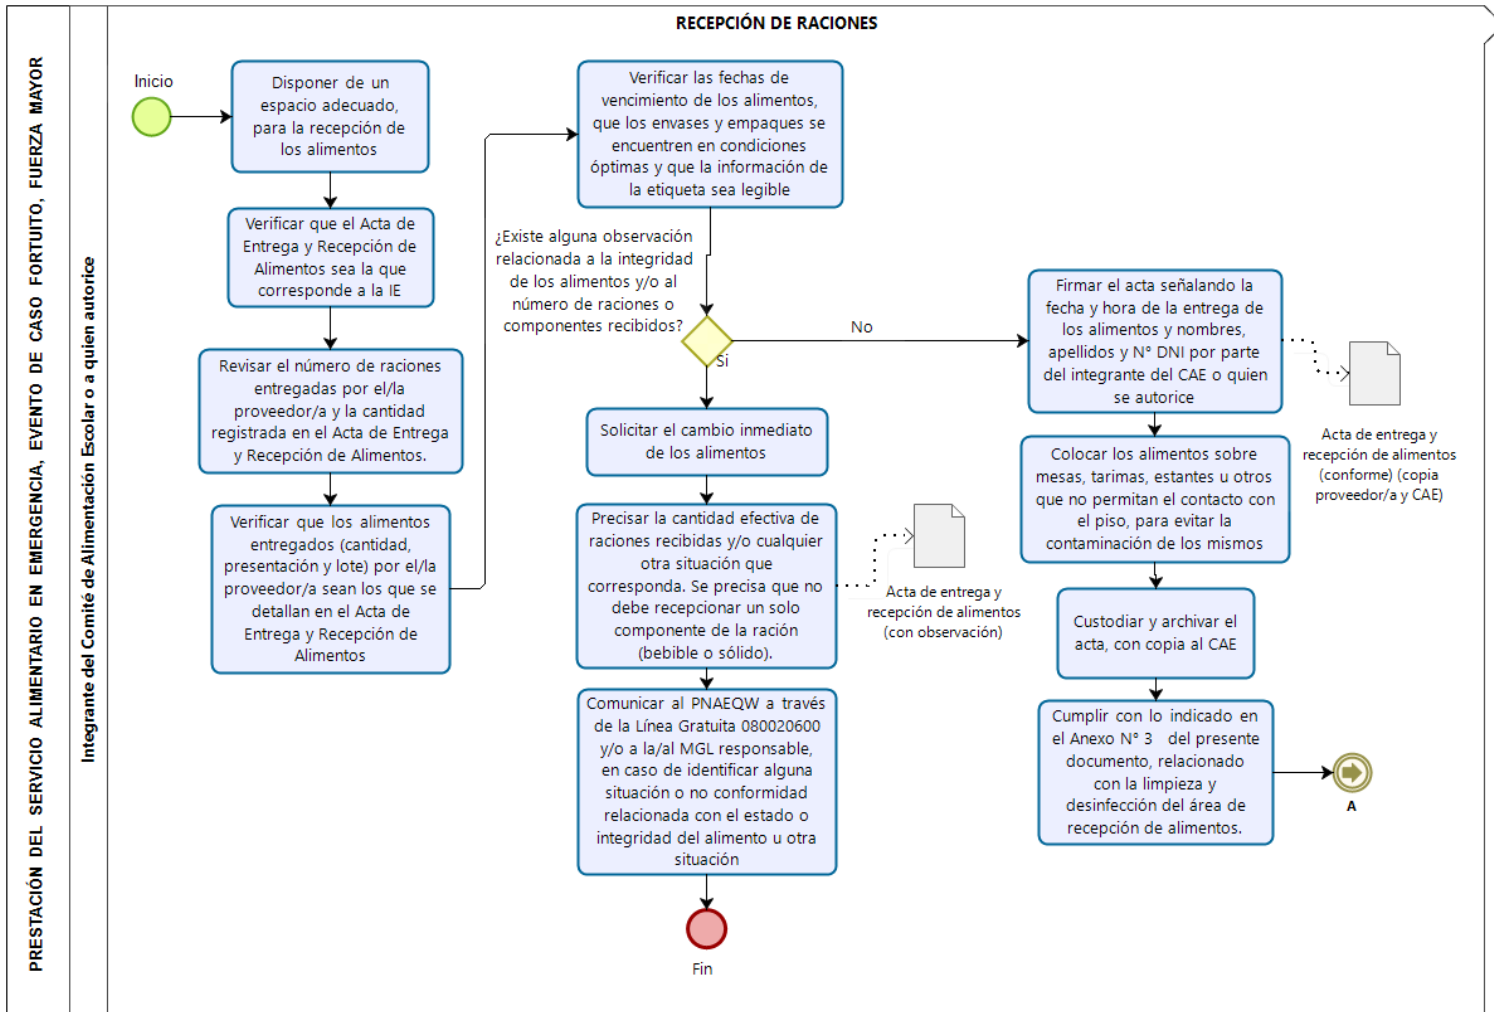 RECEPCIÓN DE RACIONES
PRESTACIÓN DEL SERVICIO ALIMENTARIO EN EMERGENCIA, EVENTO DE CASO FORTUITO, FUERZA MAYOR
Integrante del Comité de Alimentación Escolar o a quien autorice
Inicio
Disponer de un
espacio adecuado,
para la recepción de
los alimentos
Verificar que el Acta de
Entrega y Recepción de
Alimentos sea la que
corresponde a la IE
Revisar el número de raciones
entregadas por el/la
proveedor/a y la cantidad
registrada en el Acta de Entrega
y Recepción de Alimentos.
Verificar que los alimentos
entregados (cantidad,
presentación y lote) por el/la
proveedor/a sean los que se
detallan en el Acta de
Entrega y Recepción de
Alimentos
Verificar las fechas de
vencimiento de los alimentos,
que los envases y empaques se
encuentren en condiciones
óptimas y que la información de
la etiqueta sea legible
¿Existe alguna observación
relacionada a la integridad
de los alimentos y/o al
número de raciones o
componentes recibidos?
No
Si
Solicitar el cambio inmediato
de los alimentos
Precisar la cantidad efectiva de
raciones recibidas y/o cualquier
otra situación que
corresponda. Se precisa que no
debe recepcionar un solo
componente de la ración
(bebible o sólido).
Acta de entrega y
recepción de alimentos
(con observación)
Comunicar al PNAEQW a través
de la Línea Gratuita 080020600
y/o a la/al MGL responsable,
en caso de identificar alguna
situación o no conformidad
relacionada con el estado o
integridad del alimento u otra
situación
Fin
Firmar el acta señalando la
fecha y hora de la entrega de
los alimentos y nombres,
apellidos y N° DNI por parte
del integrante del CAE o quien
se autorice
Acta de entrega y
recepción de alimentos
(conforme) (copia
proveedor/a y CAE)
Colocar los alimentos sobre
mesas, tarimas, estantes u otros
que no permitan el contacto con
el piso, para evitar la
contaminación de los mismos
Custodiar y archivar el
acta, con copia al CAE
Cumplir con lo indicado en
el Anexo N° 3 del presente
documento, relacionado
con la limpieza y
desinfección del área de
recepción de alimentos.
A